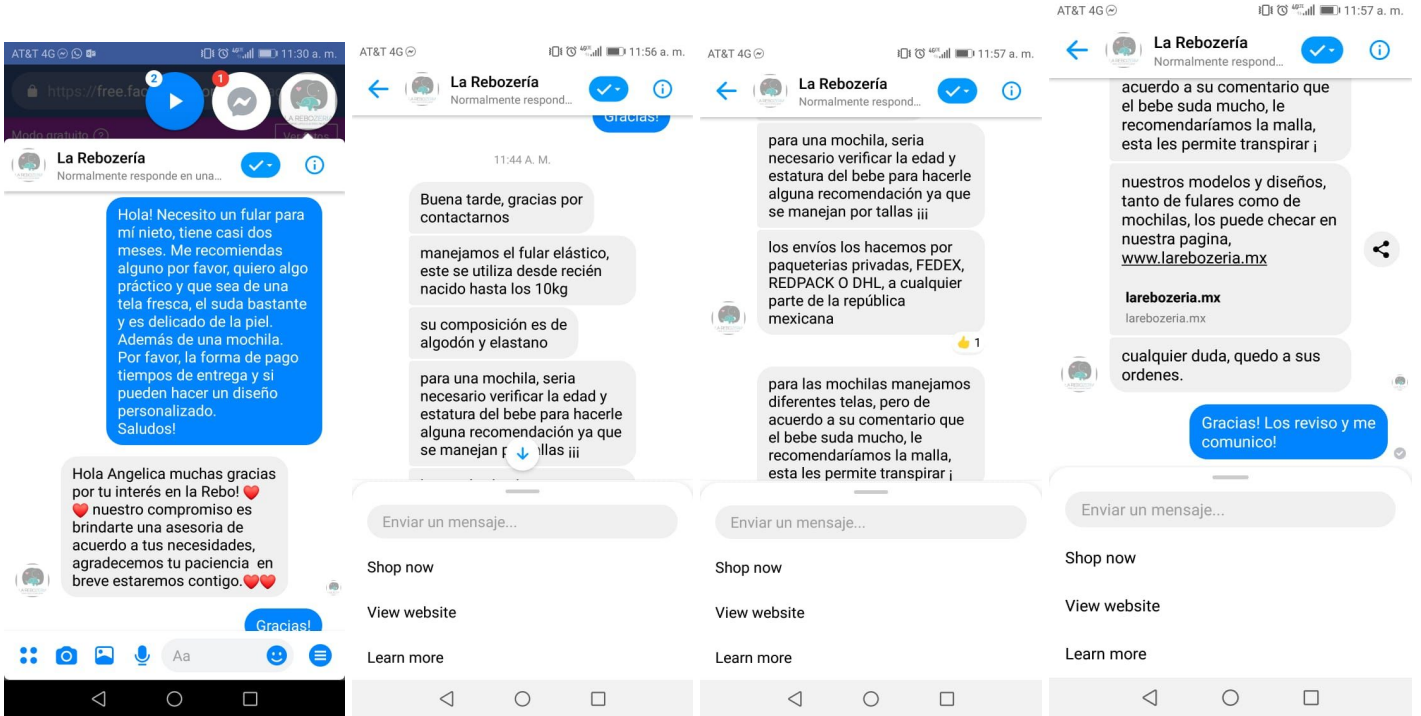 AT&T 4G
11:30 a. m.
2
1
https://free.fac
Modo gratuito
La Rebozería
Normalmente responde en una...
Hola! Necesito un fular para
mí nieto, tiene casi dos
meses. Me recomiendas
alguno por favor, quiero algo
práctico y que sea de una
tela fresca, el suda bastante
y es delicado de la piel.
Además de una mochila.
Por favor, la forma de pago
tiempos de entrega y si
pueden hacer un diseño
personalizado.
Saludos!
Hola Angelica muchas gracias
por tu interés en la Rebo! ❤️
❤️ nuestro compromiso es
brindarte una asesoria de
acuerdo a tus necesidades,
agradecemos tu paciencia en
breve estaremos contigo.❤️❤️
Gracias!
Aa
AT&T 4G
11:56 a. m.
La Rebozería
Normalmente respond...
Gracias!
11:44 A. M.
Buena tarde, gracias por
contactarnos
manejamos el fular elástico,
este se utiliza desde recién
nacido hasta los 10kg
su composición es de
algodón y elastano
para una mochila, seria
necesario verificar la edad y
estatura del bebe para hacerle
alguna recomendación ya que
se manejan p llas ¡¡¡
Enviar un mensaje...
Shop now
View website
Learn more
AT&T 4G
11:57 a. m.
La Rebozería
Normalmente respond...
para una mochila, seria
necesario verificar la edad y
estatura del bebe para hacerle
alguna recomendación ya que
se manejan por tallas ¡¡¡
los envíos los hacemos por
paqueterias privadas, FEDEX,
REDPACK O DHL, a cualquier
parte de la república
mexicana
👍 1
para las mochilas manejamos
diferentes telas, pero de
acuerdo a su comentario que
el bebe suda mucho, le
recomendaríamos la malla,
esta les permite transpirar ¡
Enviar un mensaje...
Shop now
View website
Learn more
AT&T 4G
11:57 a. m.
La Rebozería
Normalmente respond...
acuerdo a su comentario que
el bebe suda mucho, le
recomendaríamos la malla,
esta les permite transpirar ¡
nuestros modelos y diseños,
tanto de fulares como de
mochilas, los puede checar en
nuestra pagina,
www.larebozeria.mx
larebozeria.mx
larebozeria.mx
cualquier duda, quedo a sus
ordenes.
Gracias! Los reviso y me
comunico!
Enviar un mensaje...
Shop now
View website
Learn more